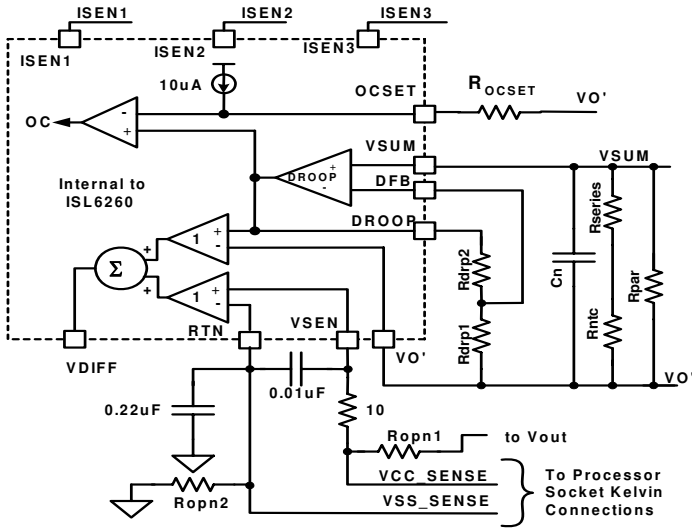 ISEN1
ISEN2
ISEN3
ISEN1
ISEN2
ISEN3
10uA
OCSET
R OCSET
VO'
OC
-
+
VSUM
VSUM
DROOP
+
-
DFB
Internal to
ISL6260
DROOP
Rseries
Rdrp2
Cn
Rpar
1
+
-
+
Σ
+
1
+
-
Rdrp1
Rntc
RTN
VSEN
VO'
VO'
VDIFF
0.01uF
0.22uF
10
Ropn1
to Vout
Ropn2
VCC_SENSE
VSS_SENSE
To Processor
Socket Kelvin
Connections